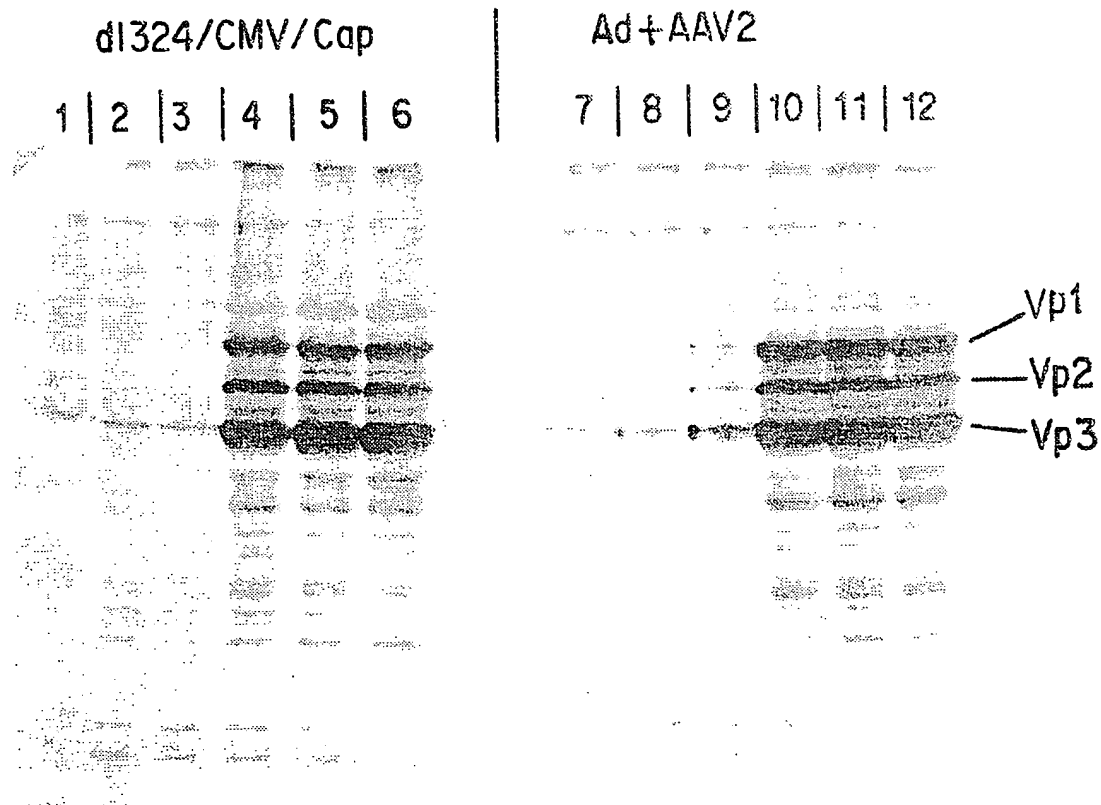 dl324/CMV/Cap
Ad+AAV2
1 | 2 | 3 | 4 | 5 | 6
7 | 8 | 9 | 10 | 11 | 12
Vp1
Vp2
Vp3